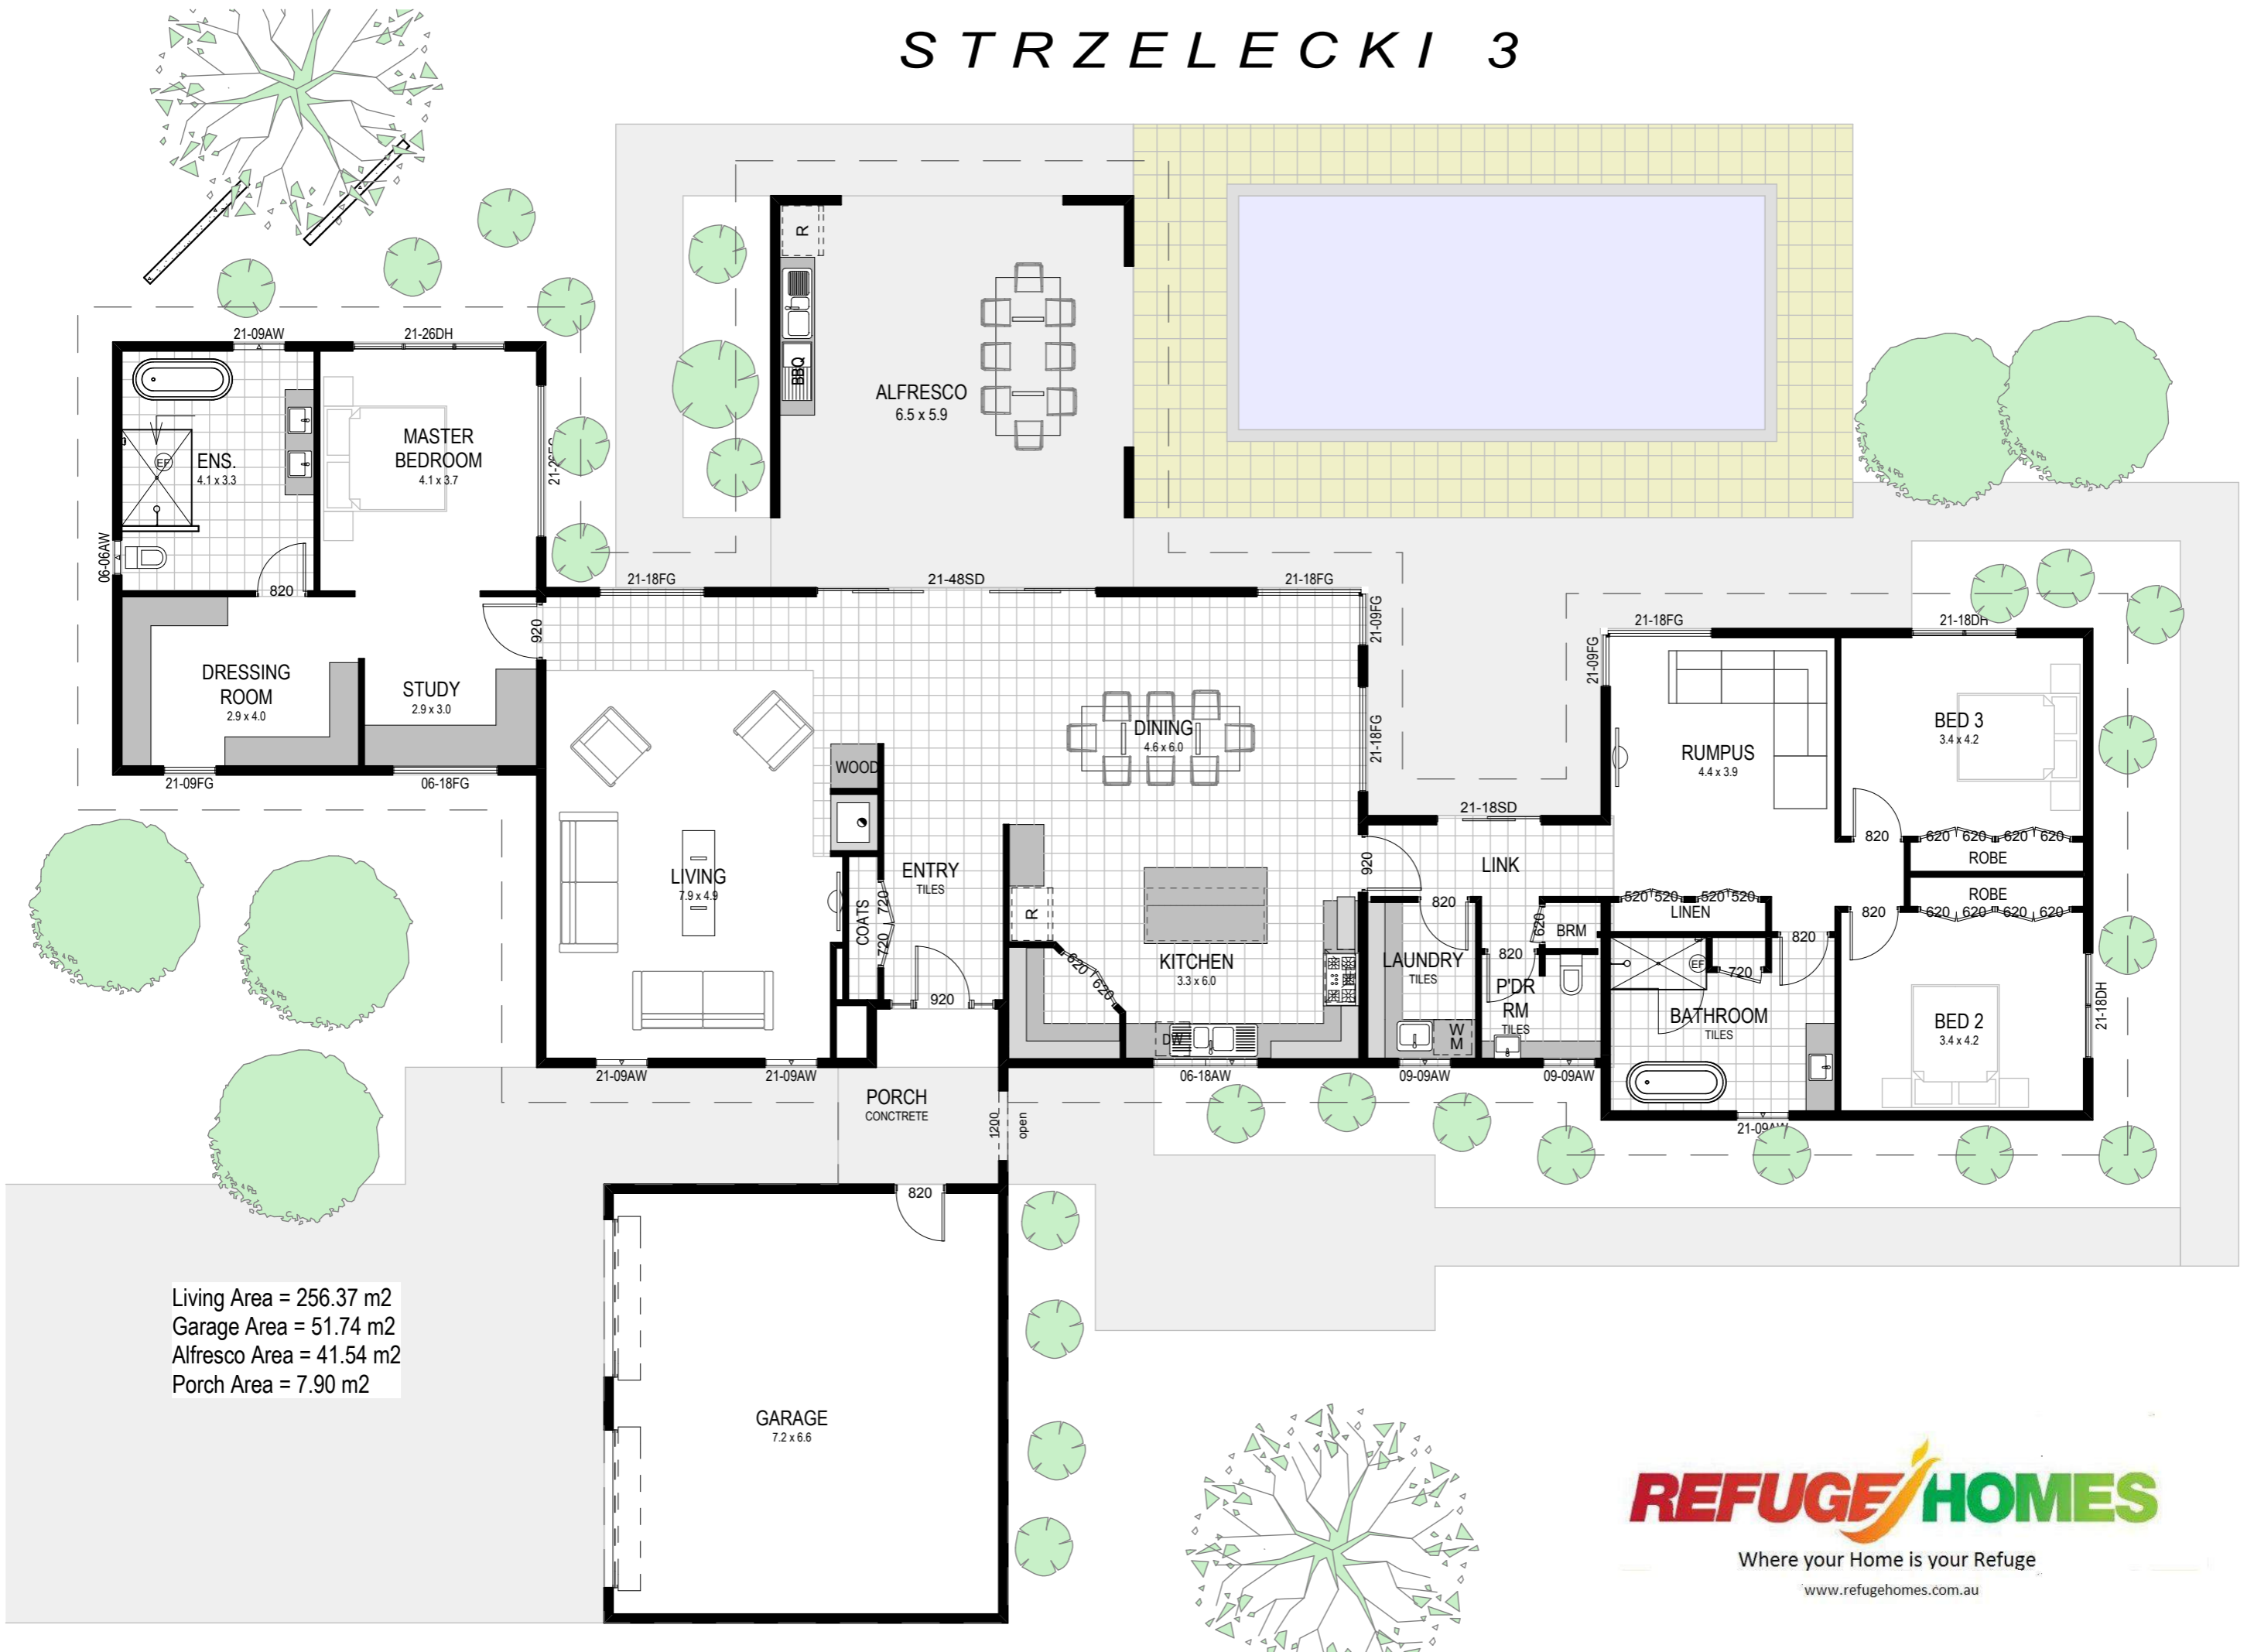 STRZELECKI 3
R
BBQ
ALFRESCO
6.5 x 5.9
21-09AW
21-26DH
ENS.
4.1 x 3.3
EF
MASTER
BEDROOM
4.1 x 3.7
06-06AW
820
21-18FG
21-48SD
21-18FG
920
21-09FG
21-18FG
DRESSING
ROOM
2.9 x 4.0
STUDY
2.9 x 3.0
21-09FG
06-18FG
WOOD
DINING
4.6 x 6.0
LIVING
7.9 x 4.9
COATS
720
720
ENTRY
TILES
920
R
620
620
KITCHEN
3.3 x 6.0
DW
21-09AW
21-09AW
06-18AW
920
21-18SD
LINK
820
LAUNDRY
TILES
W
M
620
BRM
820
P'DR
RM
TILES
09-09AW
09-09AW
21-18FG
21-09FG
RUMPUS
4.4 x 3.9
21-18DH
BED 3
3.4 x 4.2
820
620 620 620 620
ROBE
ROBE
620 620 620 620
820
520 520 520 520
LINEN
820
EF
720
BATHROOM
TILES
BED 2
3.4 x 4.2
21-18DH
21-09AW
PORCH
CONCTRETE
1200
open
820
GARAGE
7.2 x 6.6
Living Area = 256.37 m2
Garage Area = 51.74 m2
Alfresco Area = 41.54 m2
Porch Area = 7.90 m2
REFUGE HOMES
Where your Home is your Refuge
www.refugehomes.com.au